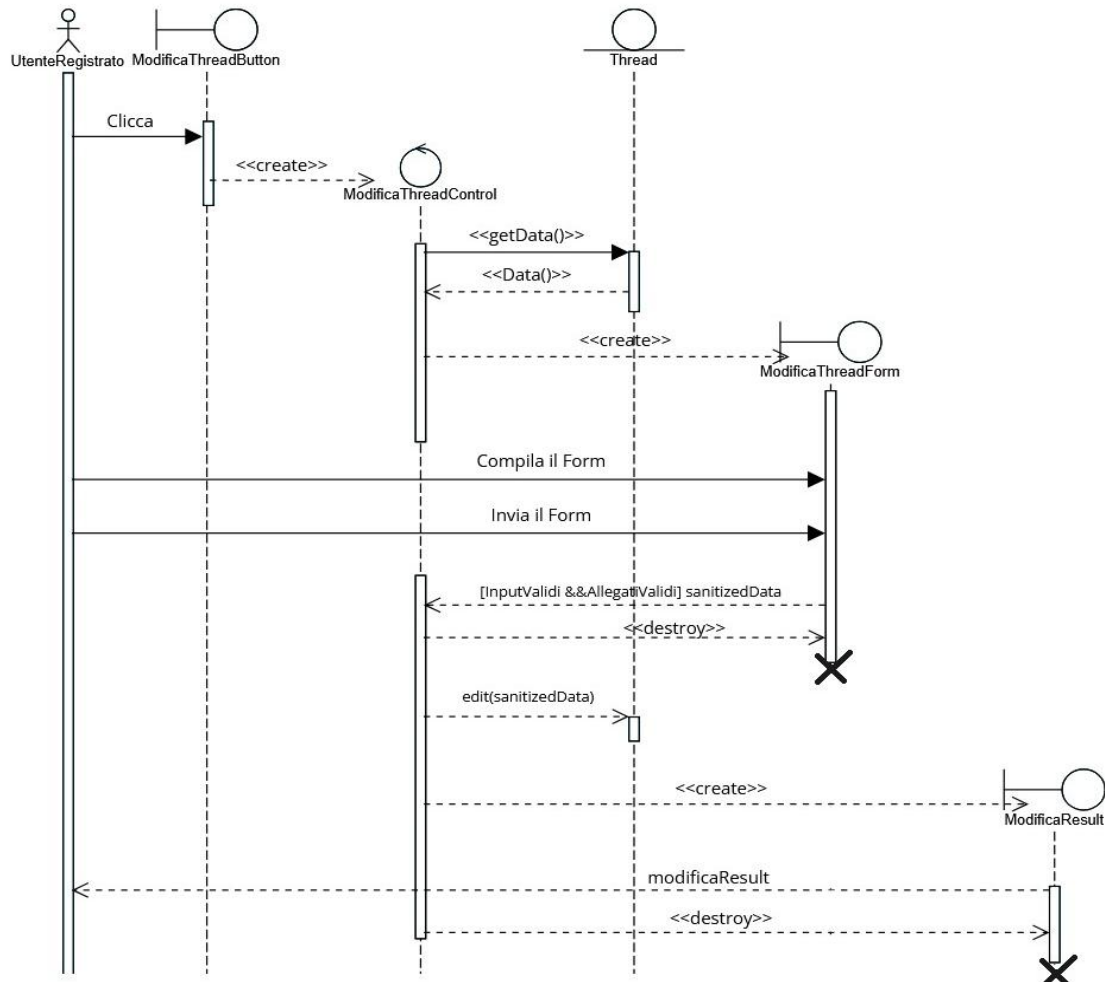 UtenteRegistrato
ModificaThreadButton
Thread
Clicca
<<create>>
ModificaThreadControl
<<getData()>>
<<Data()>>
<<create>>
ModificaThreadForm
Compila il Form
Invia il Form
[InputValidi &&AllegatiValidi] sanitizedData
<<destroy>>
edit(sanitizedData)
<<create>>
ModificaResult
modificaResult
<<destroy>>